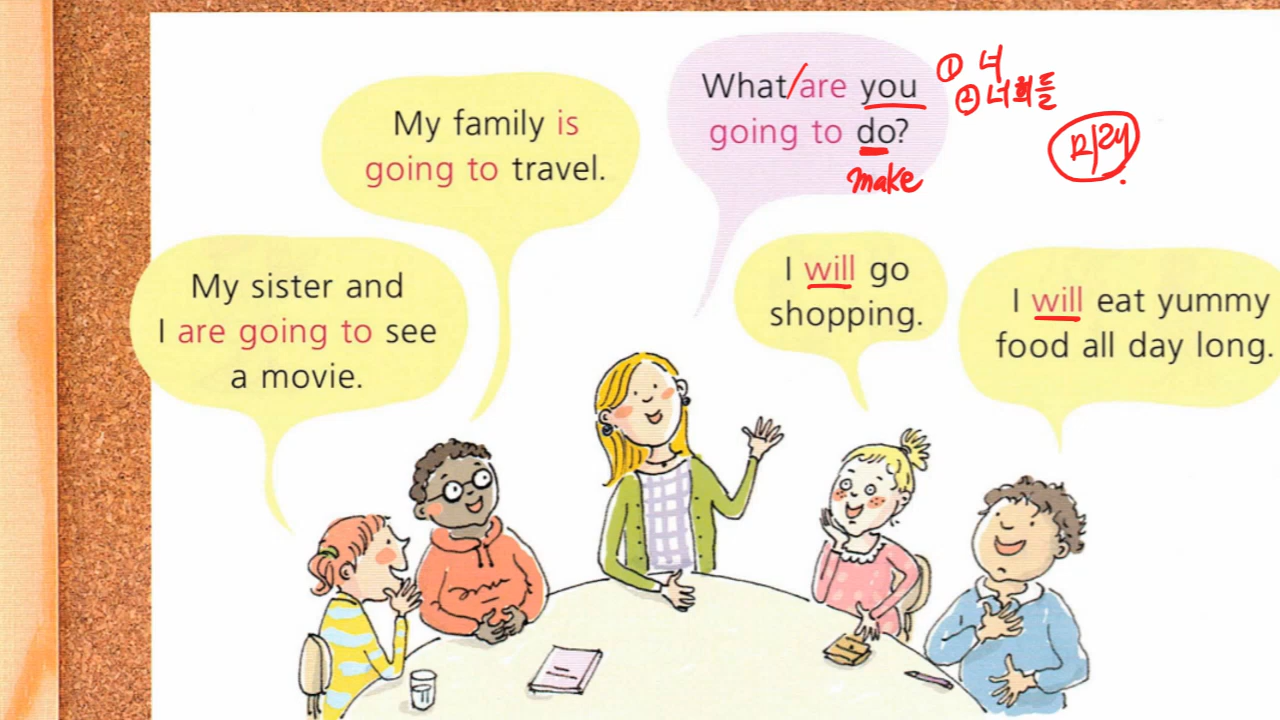 My family is
going to travel.
What/are you
going to do?
make
① 너
② 너희들
미래
My sister and
I are going to see
a movie.
I will go
shopping.
I will eat yummy
food all day long.